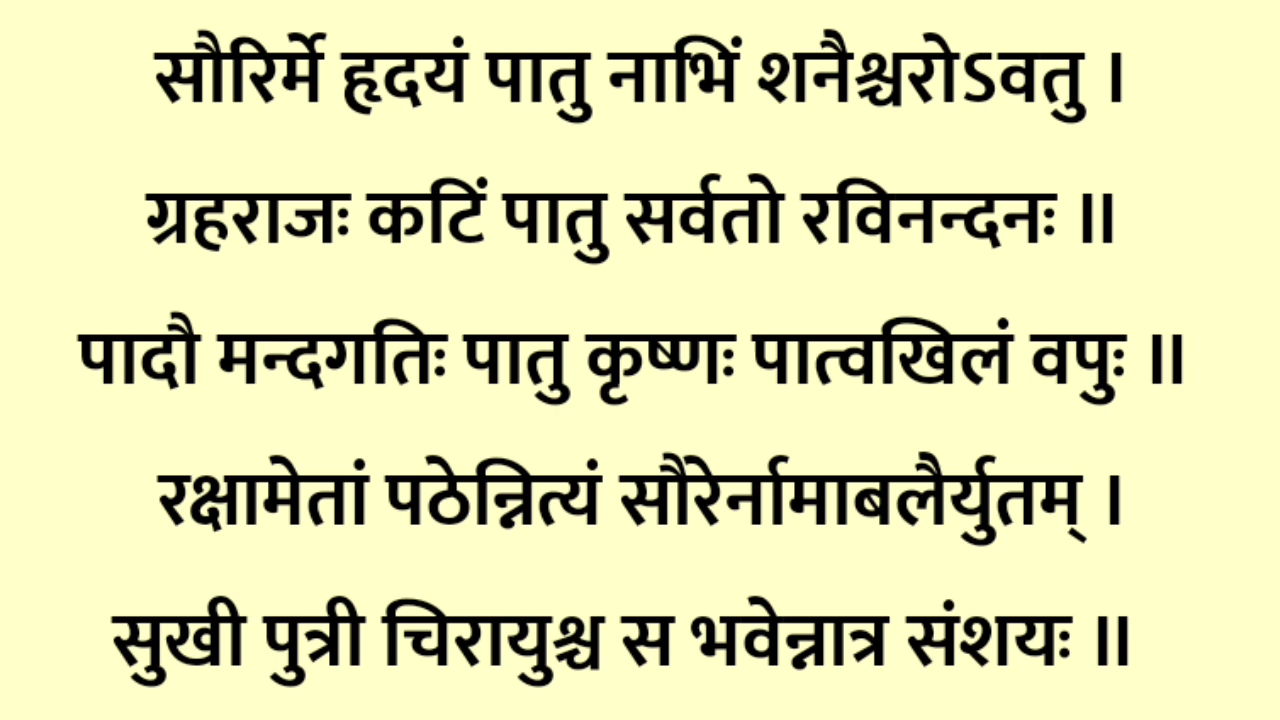 सौरिर्मे हृदयं पातु नाभिं शनैश्चरोऽवतु ।
ग्रहराजः कटिं पातु सर्वतो रविनन्दनः ॥
पादौ मन्दगतिः पातु कृष्णः पात्वखिलं वपुः ॥
रक्षामेतां पठेन्नित्यं सौरेर्नामाबलैर्युतम् ।
सुखी पुत्री चिरायुश्च स भवेन्नात्र संशयः ॥